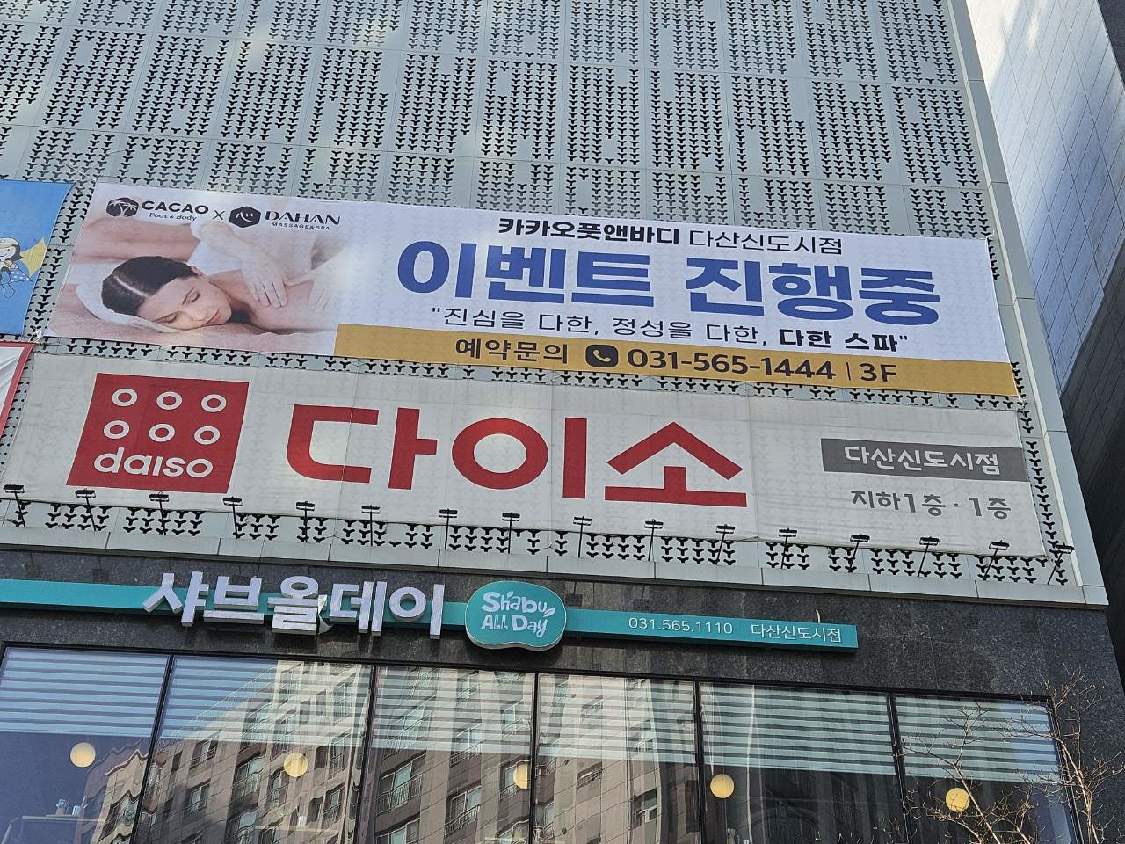 CACAO
Foot & Body
X
DAHAN
MASSAGE&SPA
카카오풋앤바디 다산신도시점
이벤트 진행중
"진심을 다한, 정성을 다한, 다한 스파"
예약문의 031-565-1444 | 3F
daiso
다이소
다산신도시점
지하1층·1층
샤브올데이
Shabu
ALL DAY
031.565.1110 다산신도시점